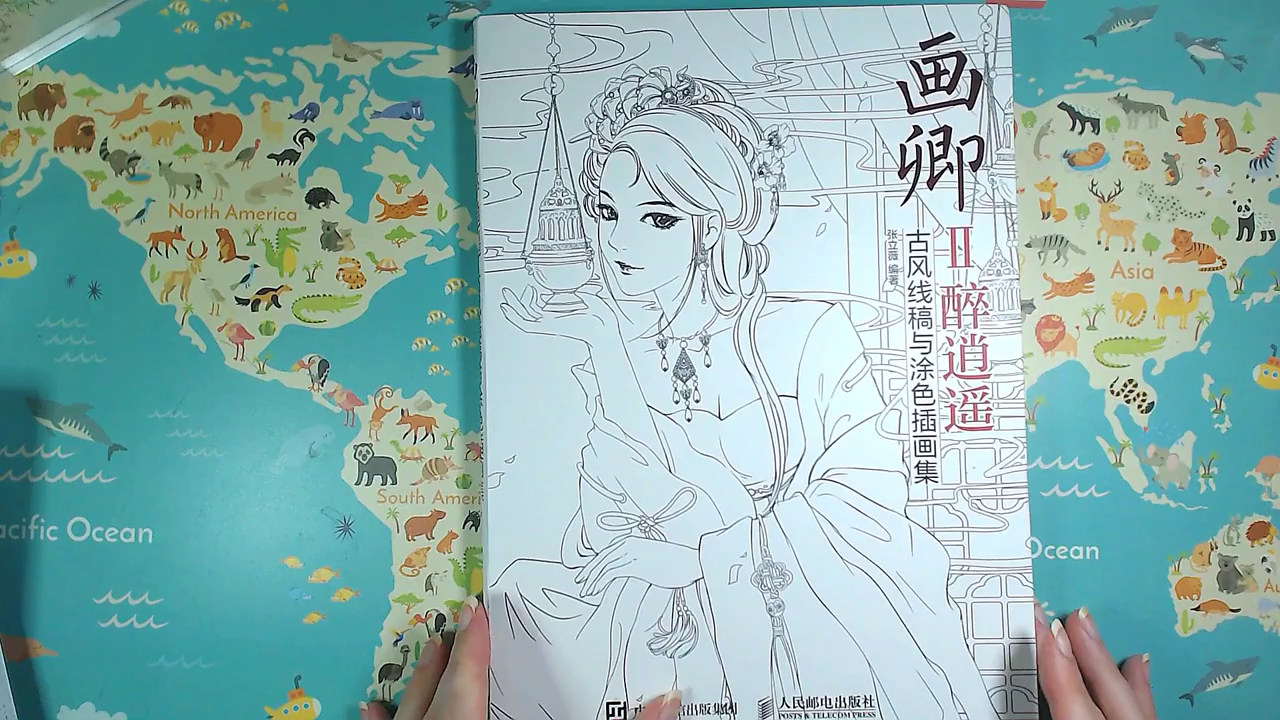 画卿
II 醉逍遥
古风线稿与涂色插画集
张立薇 编著
人民邮电出版社
POSTS & TELECOM PRESS
North America
South Ameri
acific Ocean
Asia
Ocean